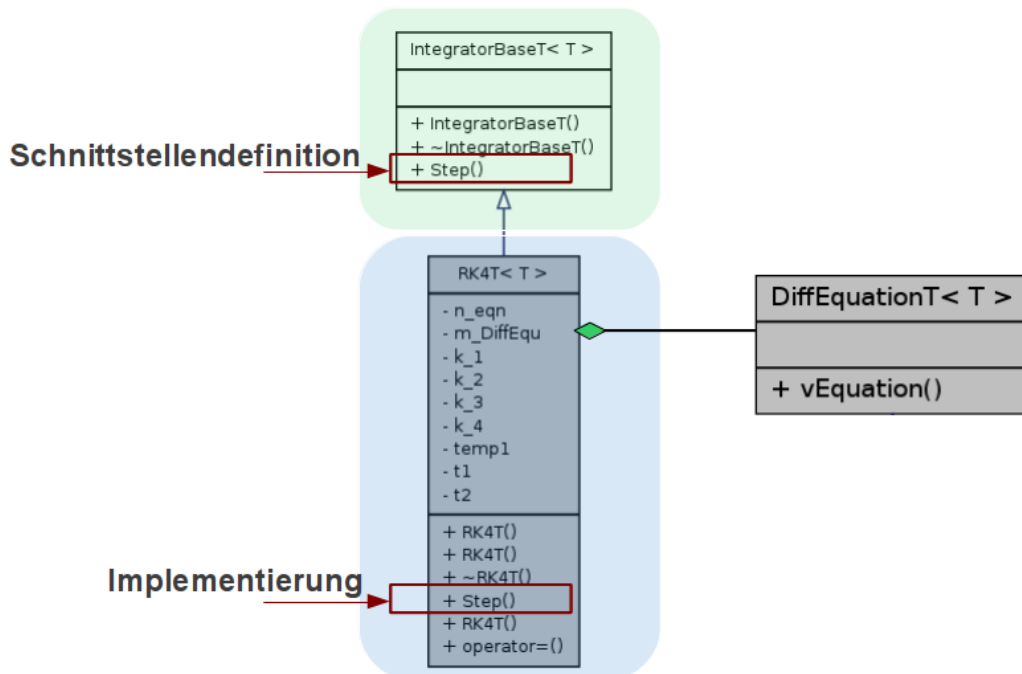 IntegratorBaseT< T >
+ IntegratorBaseT()
+ ~IntegratorBaseT()
+ Step()
Schnittstellendefinition
RK4T< T >
- n_eqn
- m_DiffEqu
- k_1
- k_2
- k_3
- k_4
- temp1
- t1
- t2
+ RK4T()
+ RK4T()
+ ~RK4T()
+ Step()
+ RK4T()
+ operator=()
Implementierung
DiffEquationT< T >
+ vEquation()